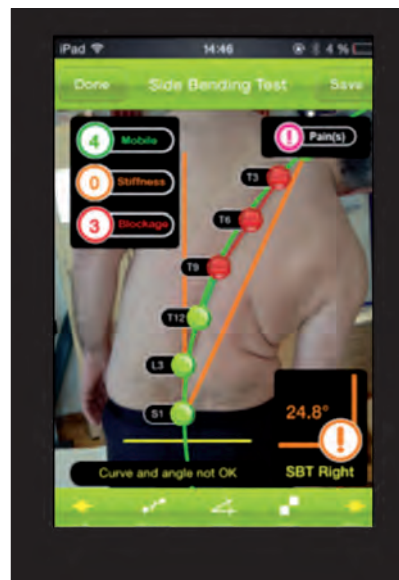 iPad 14:46 4 %
Done Side Bending Test Save
4 Mobile
! Pain(s)
0 Stiffness
3 Blockage
T3
T6
T9
T12
L3
S1
24.8°
!
Curve and angle not OK SBT Right